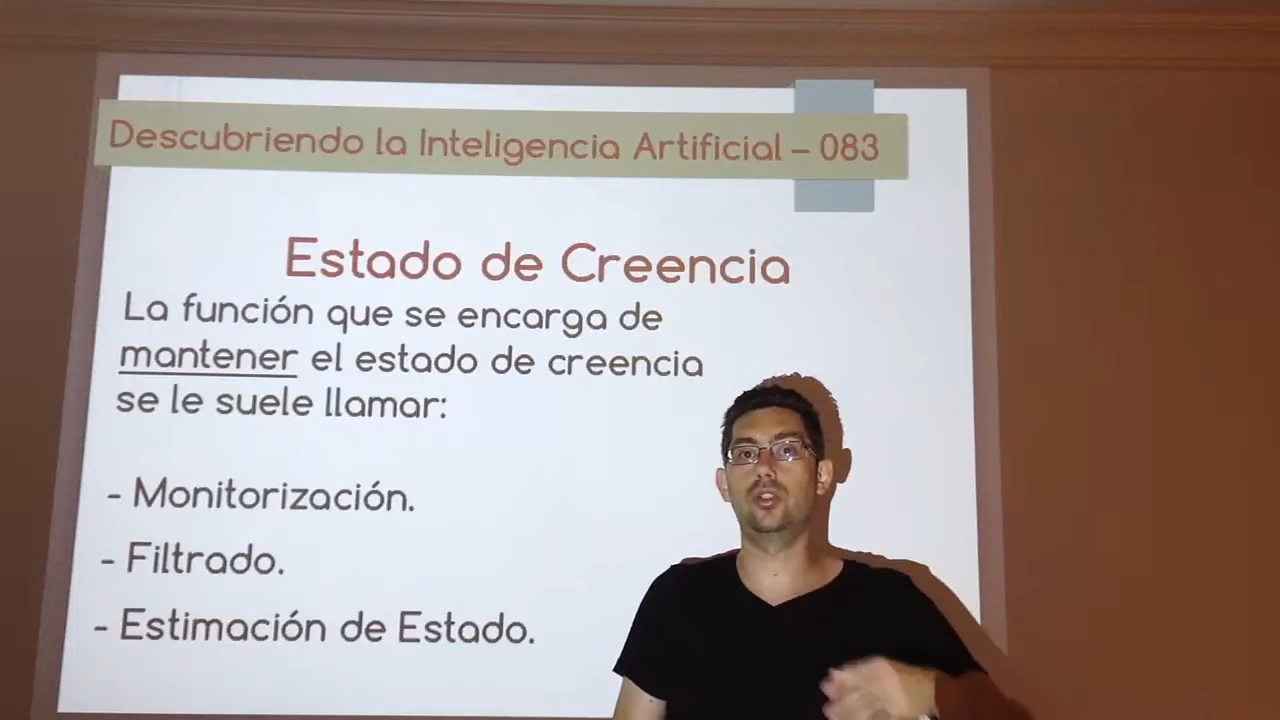 Descubriendo la Inteligencia Artificial – 083
Estado de Creencia
La función que se encarga de
mantener el estado de creencia
se le suele llamar:
- Monitorización.
- Filtrado.
- Estimación de Estado.